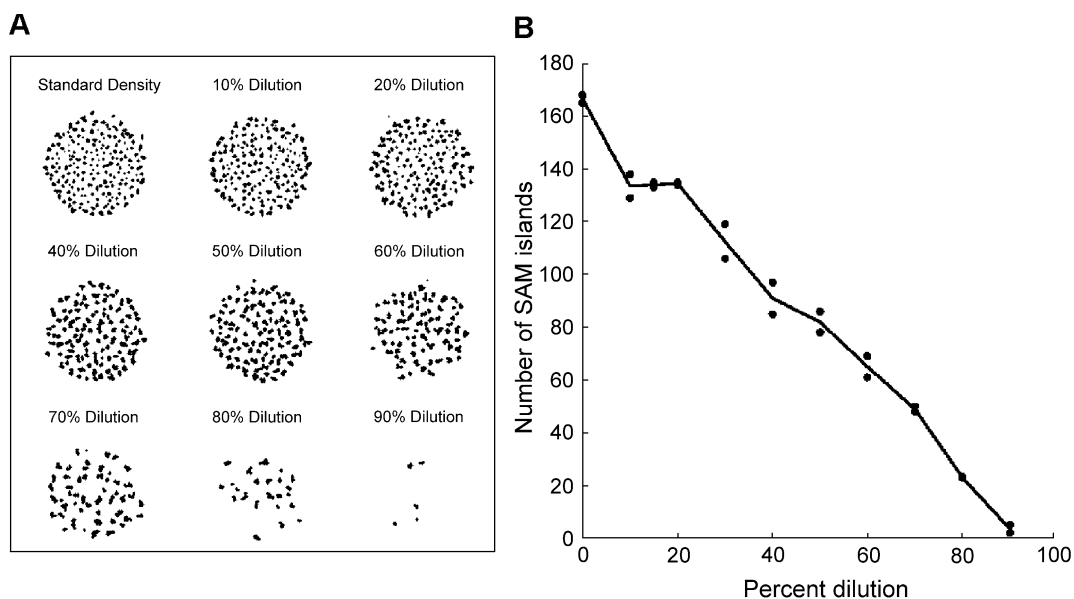 A
Standard Density
10% Dilution
20% Dilution
40% Dilution
50% Dilution
60% Dilution
70% Dilution
80% Dilution
90% Dilution
B
Number of SAM islands
180
160
140
120
100
80
60
40
20
0
0
20
40
60
80
100
Percent dilution